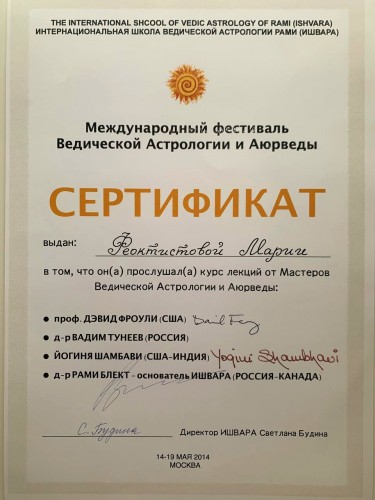 THE INTERNATIONAL SHCOOL OF VEDIC ASTROLOGY OF RAMI (ISHVARA)
ИНТЕРНАЦИОНАЛЬНАЯ ШКОЛА ВЕДИЧЕСКОЙ АСТРОЛОГИИ РАМИ (ИШВАРА)
Международный фестиваль
Ведической Астрологии и Аюрведы
СЕРТИФИКАТ
выдан: Феоктистовой Марии
в том, что он(а) прослушал(а) курс лекций от Мастеров
Ведической Астрологии и Аюрведы:
• проф. ДЭВИД ФРОУЛИ (США)
• д-р ВАДИМ ТУНЕЕВ (РОССИЯ)
• ЙОГИНЯ ШАМБАВИ (США-ИНДИЯ) Yogini Shambhavi
• д-р РАМИ БЛЕКТ - основатель ИШВАРА (РОССИЯ-КАНАДА)
С. Будина Директор ИШВАРА Светлана Будина
14-19 МАЯ 2014
МОСКВА